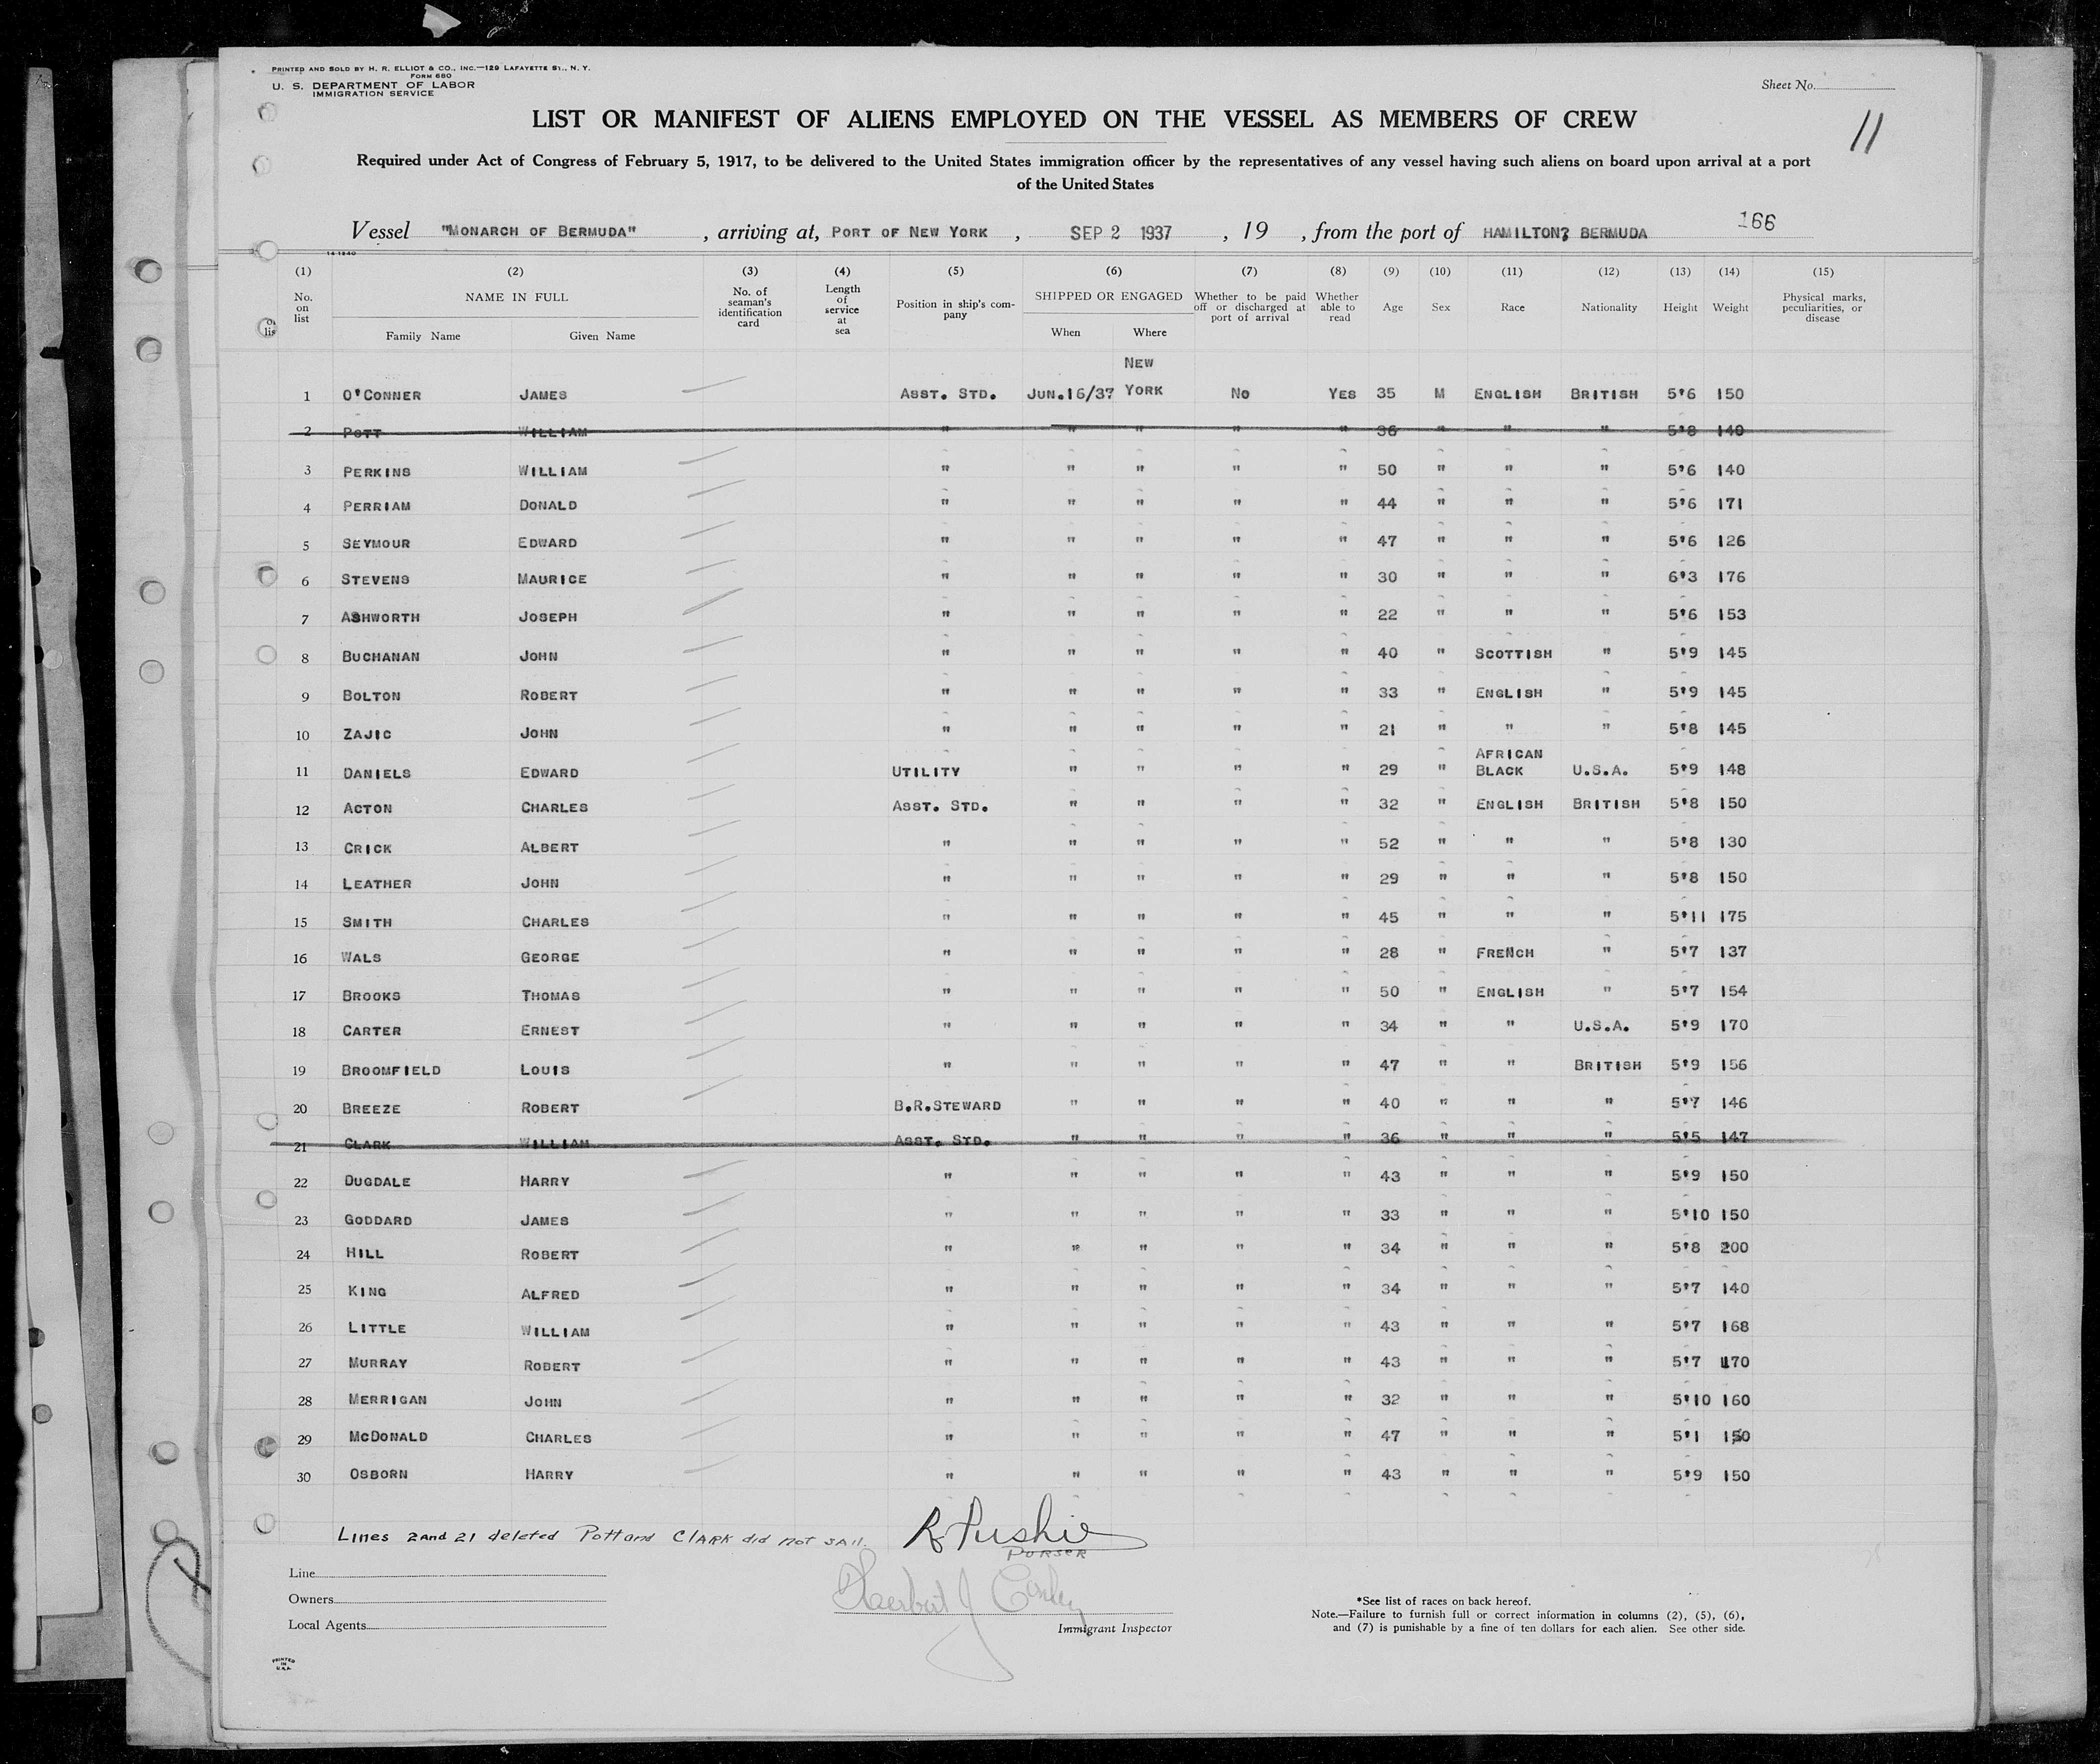 PRINTED AND SOLD BY H. R. ELLIOT & CO., INC.—129 LAFAYETTE ST., N. Y.
FORM 680
U. S. DEPARTMENT OF LABOR
IMMIGRATION SERVICE
Sheet No.
LIST OR MANIFEST OF ALIENS EMPLOYED ON THE VESSEL AS MEMBERS OF CREW
11
Required under Act of Congress of February 5, 1917, to be delivered to the United States immigration officer by the representatives of any vessel having such aliens on board upon arrival at a port
of the United States
166
Vessel "MONARCH OF BERMUDA" , arriving at, PORT OF NEW YORK , SEP 2 1937 , 19 , from the port of HAMILTON? BERMUDA
(1) (2) (3) (4) (5) (6) (7) (8) (9) (10) (11) (12) (13) (14) (15)
No. on list NAME IN FULL Family Name Given Name No. of seaman's identification card Length of service at sea Position in ship's company SHIPPED OR ENGAGED When Where Whether to be paid off or discharged at port of arrival Whether able to read Age Sex Race Nationality Height Weight Physical marks, peculiarities, or disease
1 O'CONNER JAMES ASST. STD. JUN.16/37 NEW YORK NO YES 35 M ENGLISH BRITISH 5'6 150
2 POTT WILLIAM " " " " " 36 " " " 5'8 140
3 PERKINS WILLIAM " " " " " 50 " " " 5'6 140
4 PERRIAM DONALD " " " " " 44 " " " 5'6 171
5 SEYMOUR EDWARD " " " " " 47 " " " 5'6 126
6 STEVENS MAURICE " " " " " 30 " " " 6'3 176
7 ASHWORTH JOSEPH " " " " " 22 " " " 5'6 153
8 BUCHANAN JOHN " " " " " 40 " SCOTTISH " 5'9 145
9 BOLTON ROBERT " " " " " 33 " ENGLISH " 5'9 145
10 ZAJIC JOHN " " " " " 21 " " " 5'8 145
11 DANIELS EDWARD UTILITY " " " " 29 " AFRICAN BLACK U.S.A. 5'9 148
12 ACTON CHARLES ASST. STD. " " " " 32 " ENGLISH BRITISH 5'8 150
13 CRICK ALBERT " " " " " 52 " " " 5'8 130
14 LEATHER JOHN " " " " " 29 " " " 5'8 150
15 SMITH CHARLES " " " " " 45 " " " 5'11 175
16 WALS GEORGE " " " " " 28 " FRENCH " 5'7 137
17 BROOKS THOMAS " " " " " 50 " ENGLISH " 5'7 154
18 CARTER ERNEST " " " " " 34 " " U.S.A. 5'9 170
19 BROOMFIELD LOUIS " " " " " 47 " " BRITISH 5'9 156
20 BREEZE ROBERT B.R.STEWARD " " " " 40 " " " 5'7 146
21 CLARK WILLIAM ASST. STD. " " " " 36 " " " 5'5 147
22 DUGDALE HARRY " " " " " 43 " " " 5'9 150
23 GODDARD JAMES " " " " " 33 " " " 5'10 150
24 HILL ROBERT " " " " " 34 " " " 5'8 200
25 KING ALFRED " " " " " 34 " " " 5'7 140
26 LITTLE WILLIAM " " " " " 43 " " " 5'7 168
27 MURRAY ROBERT " " " " " 43 " " " 5'7 170
28 MERRIGAN JOHN " " " " " 32 " " " 5'10 160
29 MCDONALD CHARLES " " " " " 47 " " " 5'1 150
30 OSBORN HARRY " " " " " 43 " " " 5'9 150
Lines 2 and 21 deleted Pott and CLARK did not sail.
PURSER
Line
Owners
Local Agents
Immigrant Inspector
*See list of races on back hereof.
Note.—Failure to furnish full or correct information in columns (2), (5), (6),
and (7) is punishable by a fine of ten dollars for each alien. See other side.
PRINTED
IN
U.S.A.